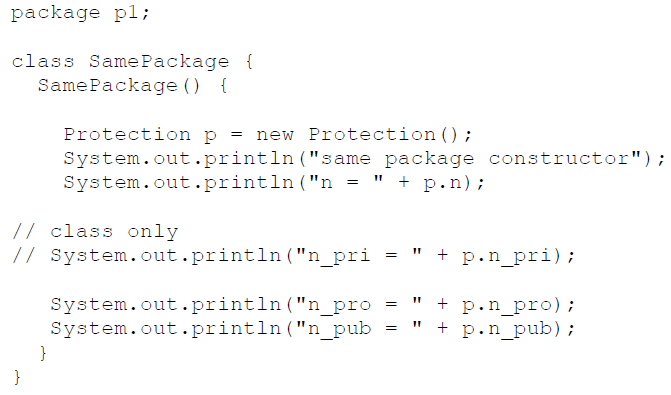 package p1;
class SamePackage {
SamePackage() {
Protection p = new Protection();
System.out.println("same package constructor");
System.out.println("n = " + p.n);
// class only
// System.out.println("n_pri = " + p.n_pri);
System.out.println("n_pro = " + p.n_pro);
System.out.println("n_pub = " + p.n_pub);
}
}